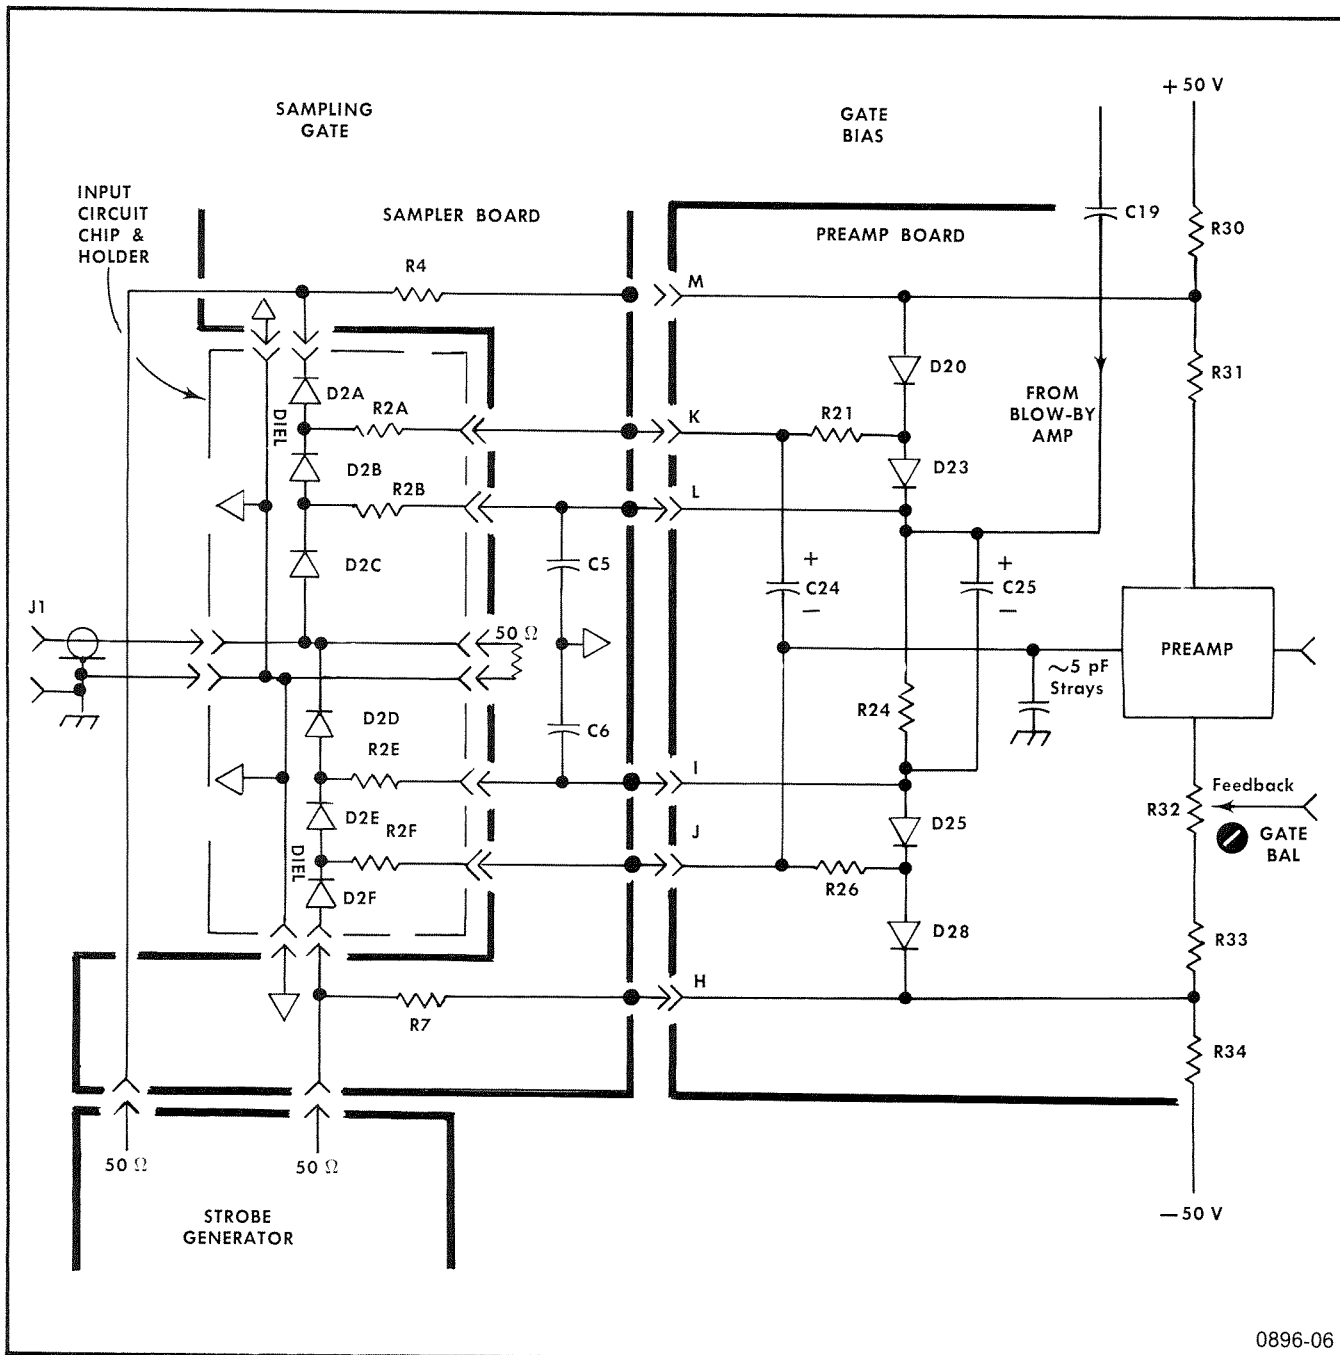 + 50 V
SAMPLING
GATE
GATE
BIAS
INPUT
CIRCUIT
CHIP &
HOLDER
SAMPLER BOARD
PREAMP BOARD
C19
R30
R4
M
D20
R31
D2A
R2A
DIEL
K
R21
FROM
BLOW-BY
AMP
D2B
D23
R2B
L
D2C
C5
+
C24
−
+
C25
−
J1
50 Ω
PREAMP
~5 pF
Strays
R24
D2D
C6
R2E
I
Feedback
R32
GATE
BAL
D2E
D25
R2F
J
DIEL
R26
D2F
D28
R33
H
R7
R34
50 Ω
50 Ω
— 50 V
STROBE
GENERATOR
0896-06